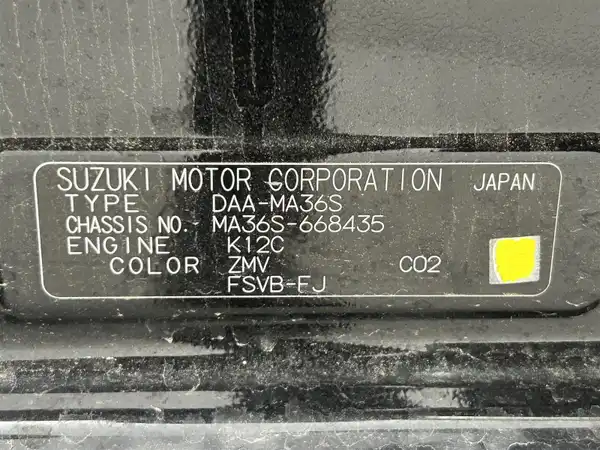 SUZUKI MOTOR CORPORATION JAPAN
TYPE DAA-MA36S
CHASSIS NO. MA36S-668435
ENGINE K12C
COLOR ZMV C02
FSVB-FJ